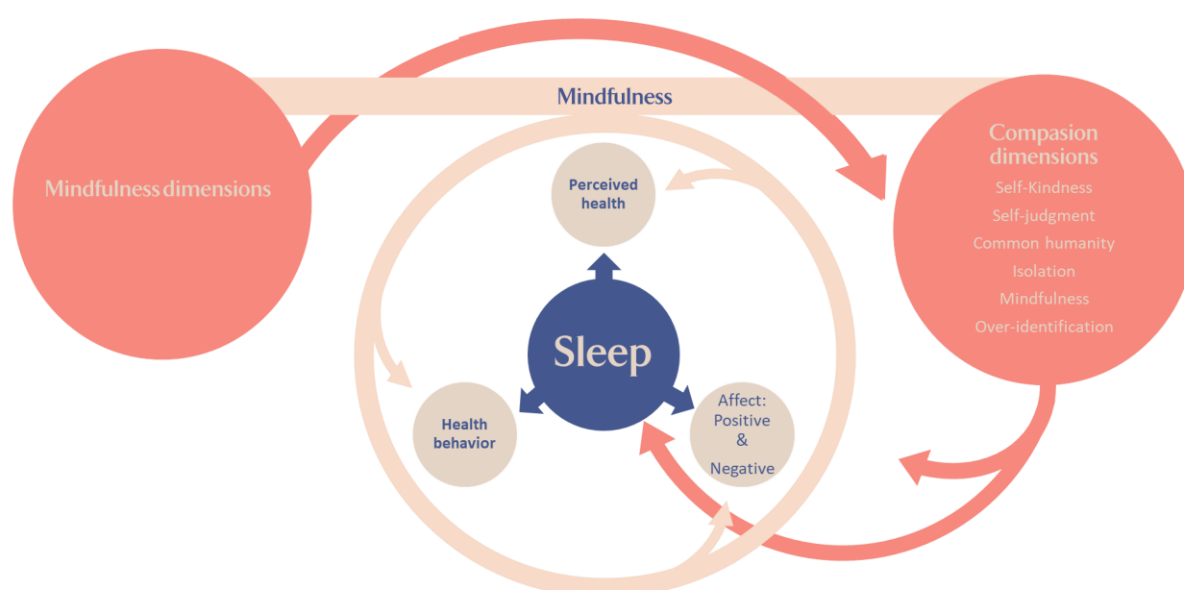 Mindfulness
Mindfulness dimensions
Compasion
dimensions
Self-Kindness
Self-judgment
Common humanity
Isolation
Mindfulness
Over-identification
Perceived
health
Sleep
Health
behavior
Affect:
Positive
&
Negative